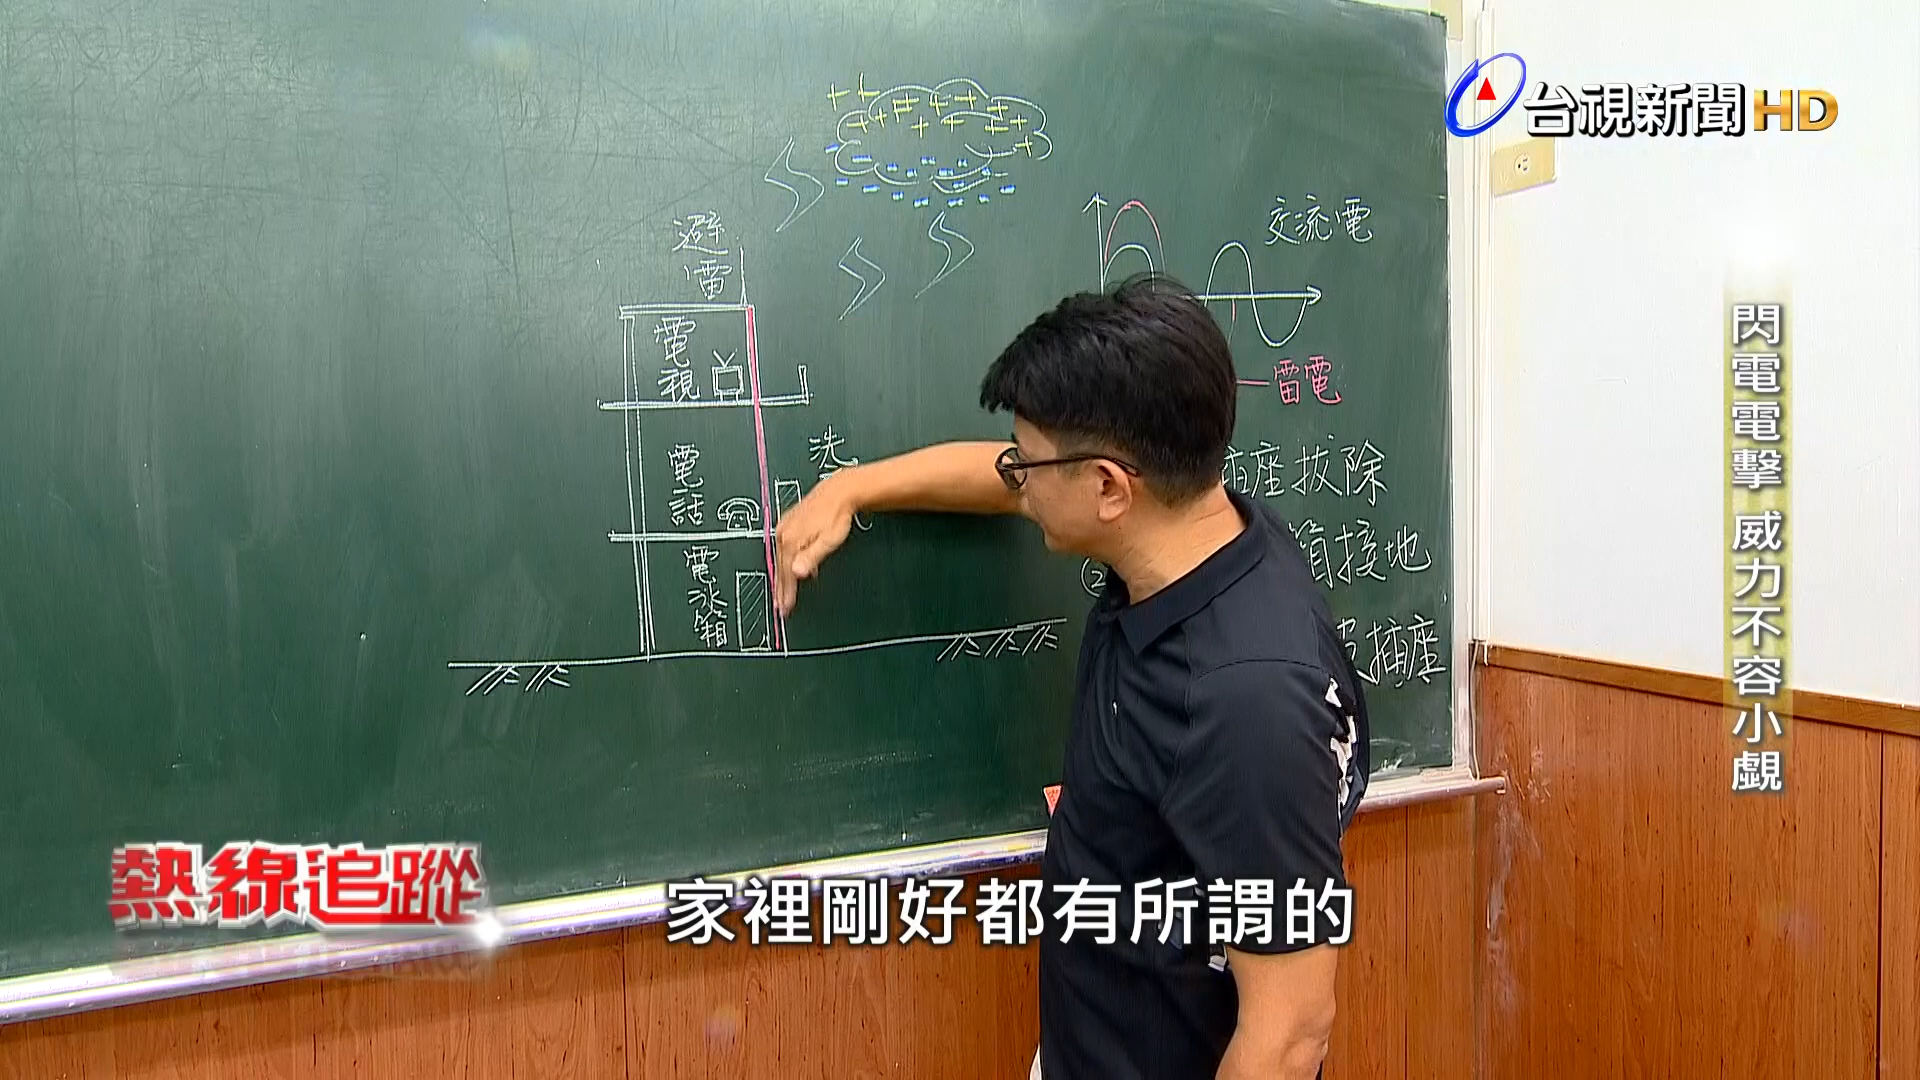 台視新聞HD
閃電電擊 威力不容小覷
避雷
電視
電話
電冰箱
洗
交流電
雷電
座拔除
(2
箱接地
插座
熱線追蹤
家裡剛好都有所謂的